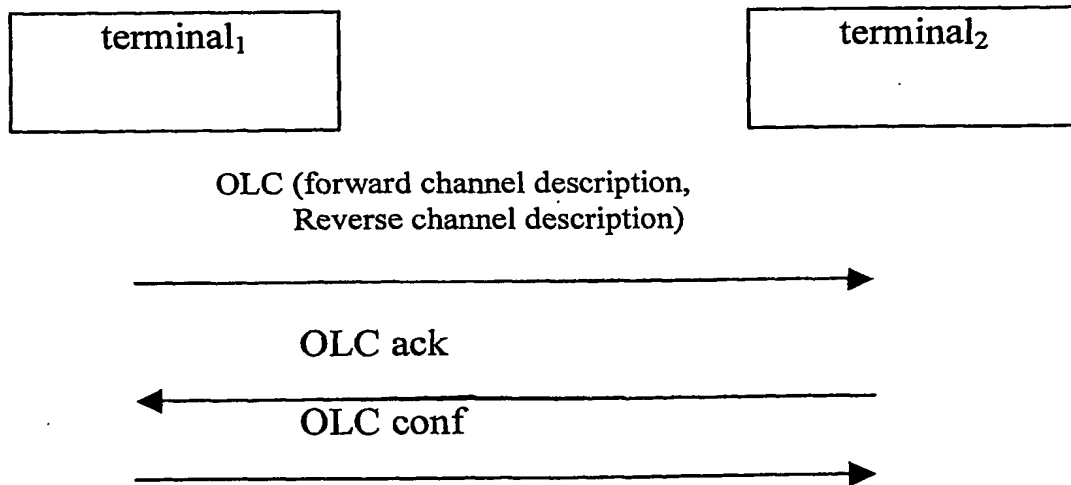 terminal₁
terminal₂
OLC (forward channel description,
Reverse channel description)
OLC ack
OLC conf